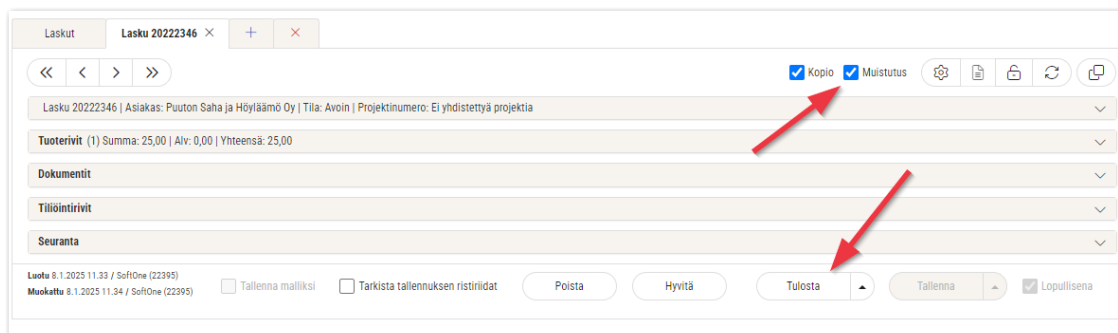 Laskut
Lasku 20222346
Kopio
Muistutus
Lasku 20222346 | Asiakas: Puuton Saha ja Höyläämö Oy | Tila: Avoin | Projektinumero: Ei yhdistettyä projektia
Tuoterivit (1) Summa: 25,00 | Alv: 0,00 | Yhteensä: 25,00
Dokumentit
Tiliöintirivit
Seuranta
Luotu 8.1.2025 11.33 / SoftOne (22395)
Muokattu 8.1.2025 11.34 / SoftOne (22395)
Tallenna malliksi
Tarkista tallennuksen ristiriidat
Poista
Hyvitä
Tulosta
Tallenna
Lopullisena